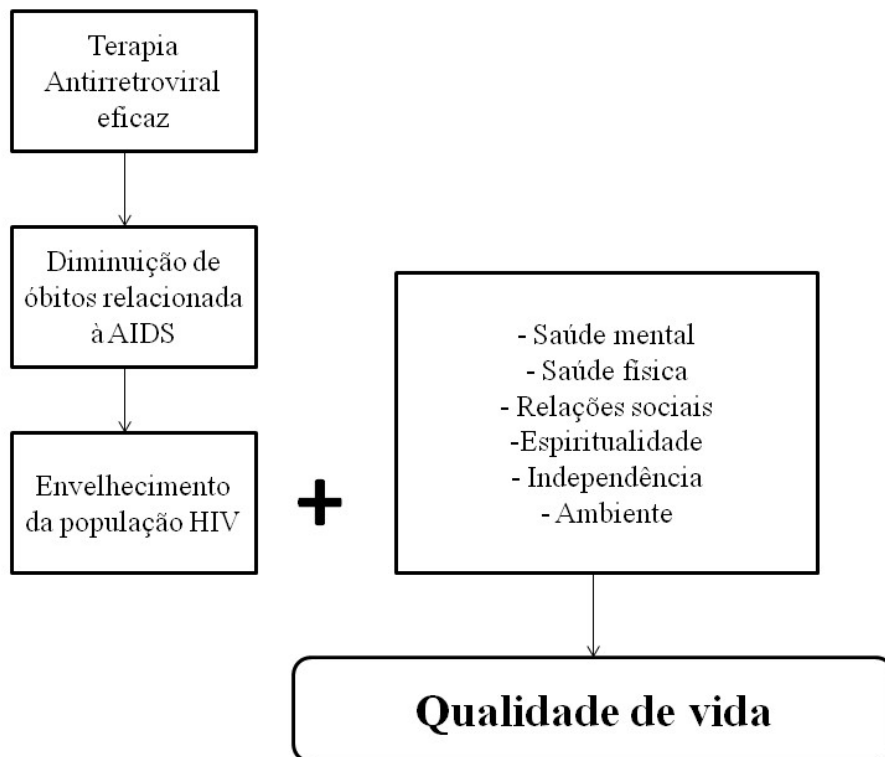 Terapia
Antirretroviral
eficaz
Diminuição de
óbitos relacionada
à AIDS
Envelhecimento
da população HIV
+
- Saúde mental
- Saúde física
- Relações sociais
-Espiritualidade
- Independência
- Ambiente
Qualidade de vida